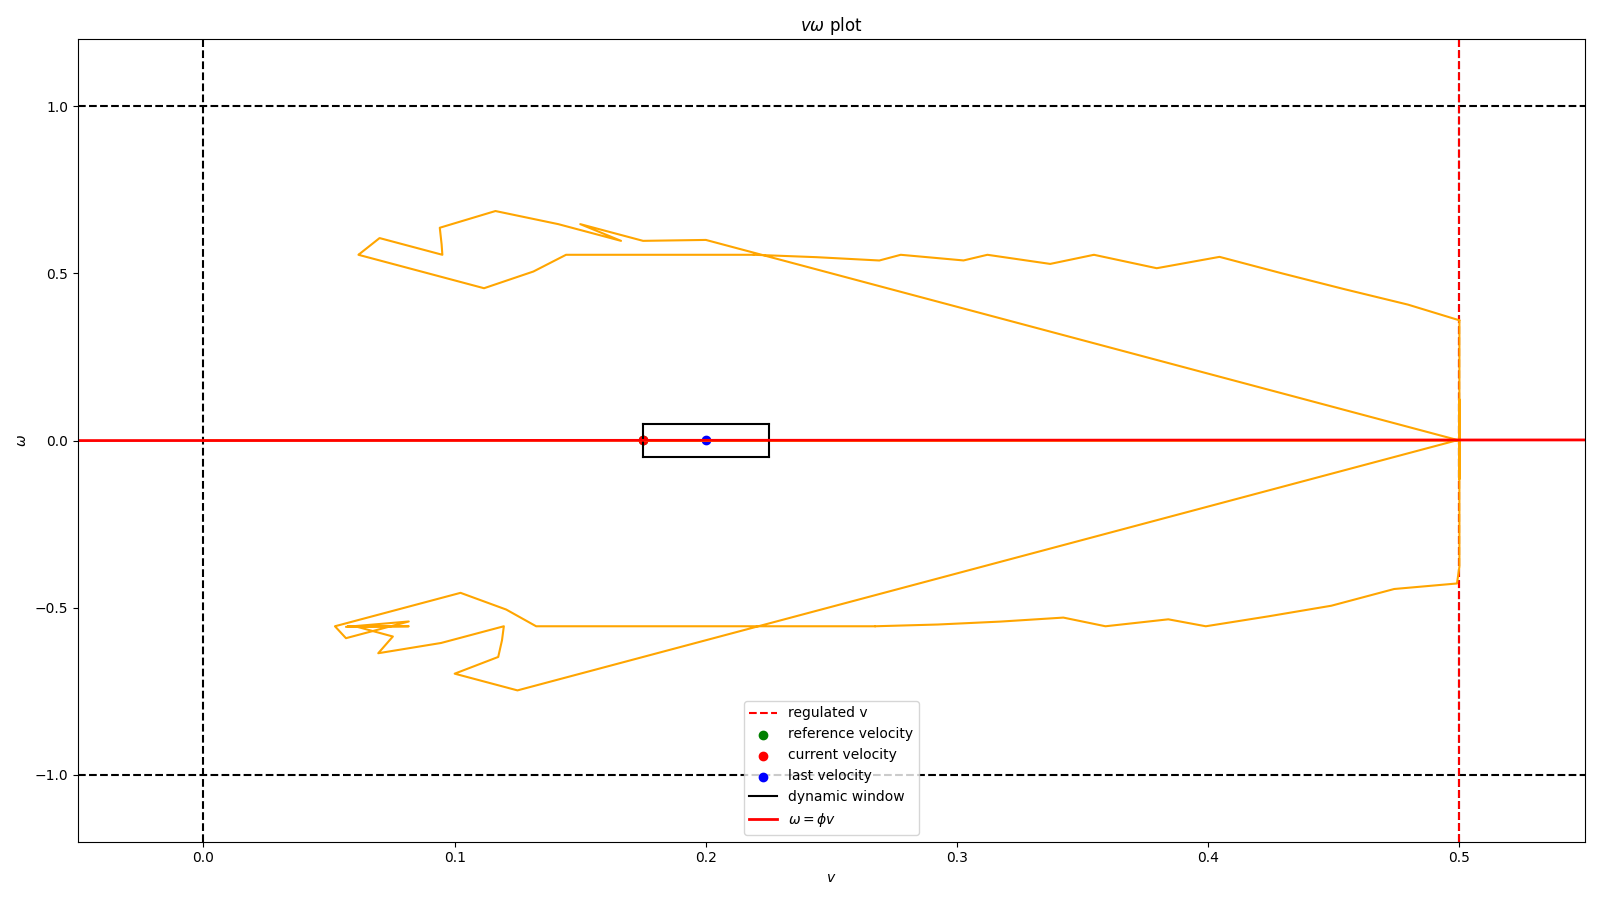 vω plot
1.0
0.5
0.0
−0.5
−1.0
ω
regulated v
reference velocity
current velocity
last velocity
dynamic window
ω = ϕv
0.0 0.1 0.2 0.3 0.4 0.5
v